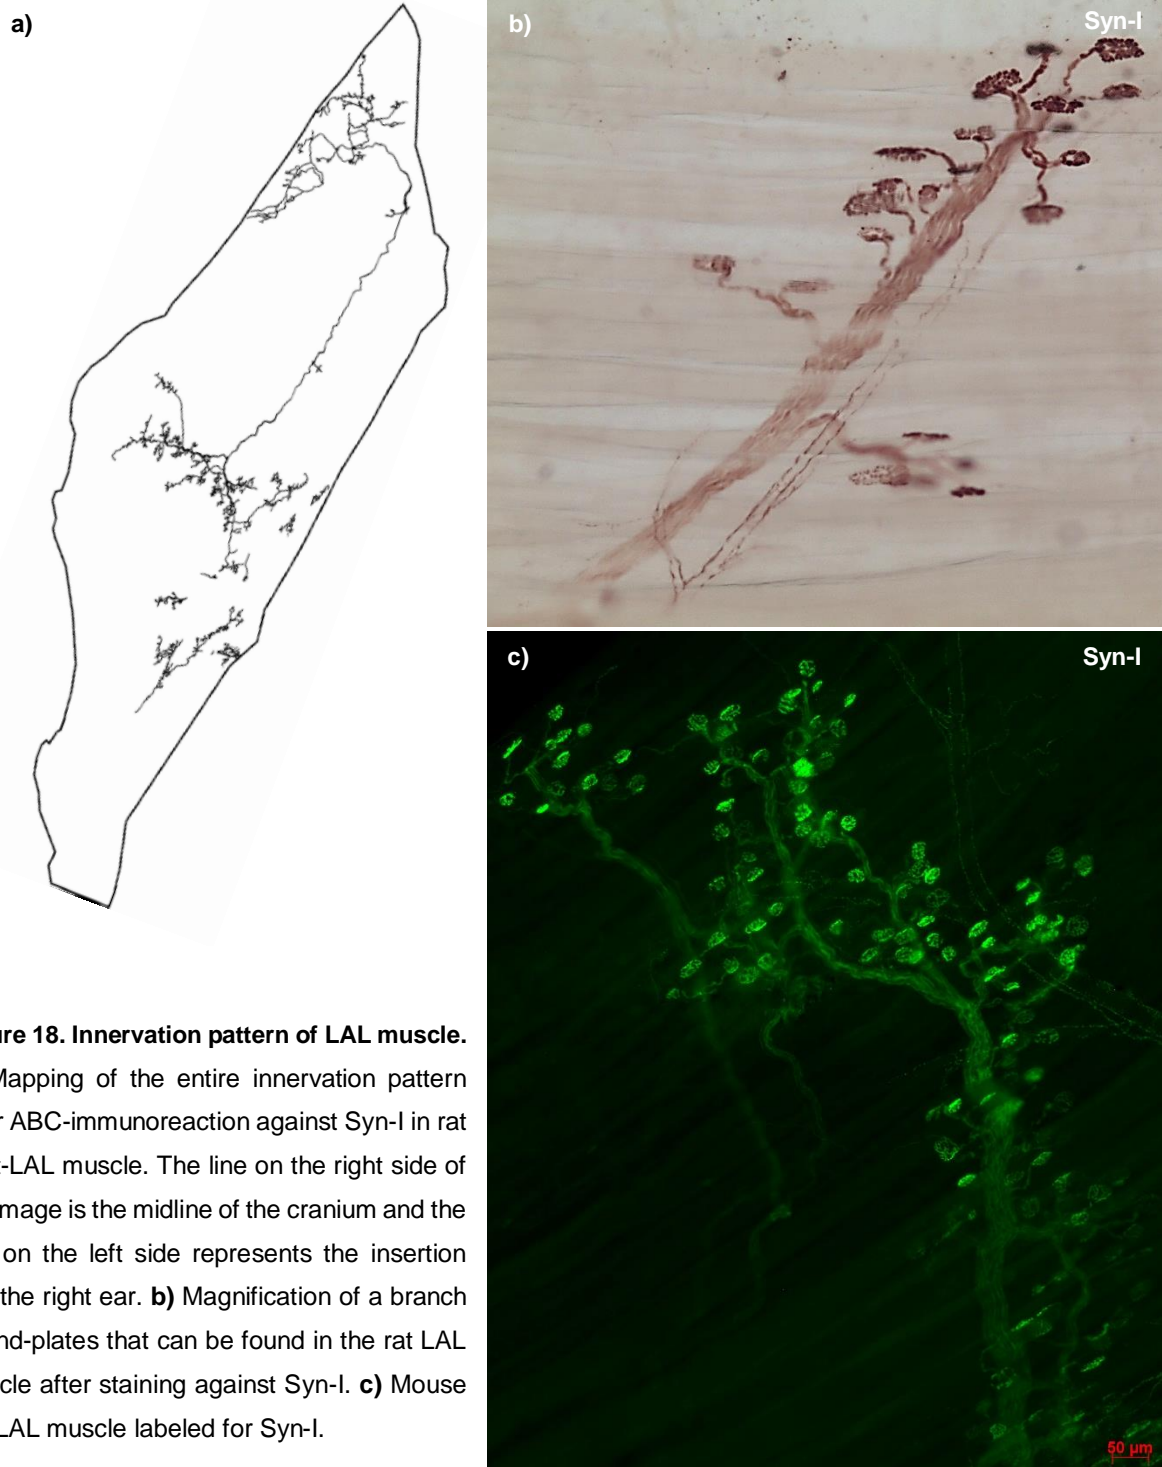 a)
b)
Syn-I
c)
Syn-I
50 µm
re 18. Innervation pattern of LAL muscle.
Mapping of the entire innervation pattern
ABC-immunoreaction against Syn-I in rat
-LAL muscle. The line on the right side of
image is the midline of the cranium and the
on the left side represents the insertion
the right ear. b) Magnification of a branch
nd-plates that can be found in the rat LAL
cle after staining against Syn-I. c) Mouse
LAL muscle labeled for Syn-I.